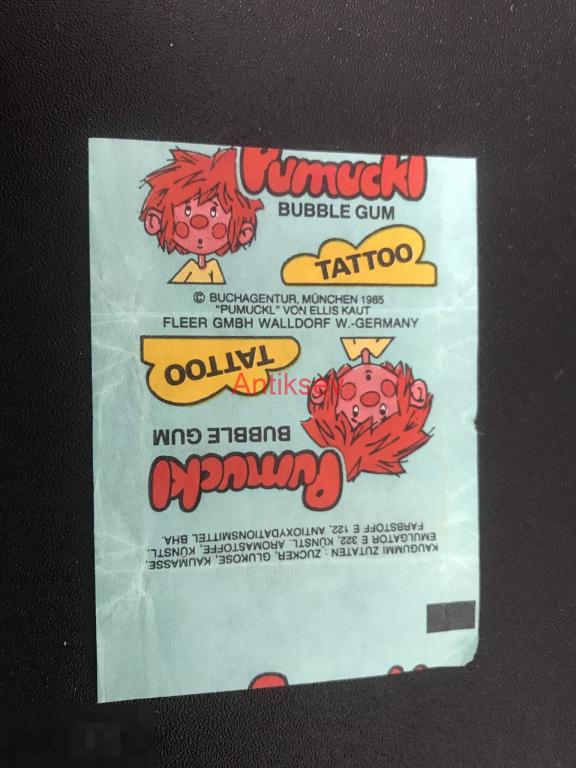 Pumuckl
BUBBLE GUM
TATTOO
© BUCHAGENTUR, MÜNCHEN 1985
"PUMUCKL" VON ELLIS KAUT
FLEER GMBH WALLDORF W.-GERMANY
Pumuckl
BUBBLE GUM
TATTOO
KAUGUMMI ZUTATEN : ZUCKER, GLUKOSE, KAUMASSE,
EMULGATOR E 322, KÜNSTL. AROMASTOFFE, KÜNSTL.
FARBSTOFF E 122, ANTIOXYDATIONSMITTEL BHA.